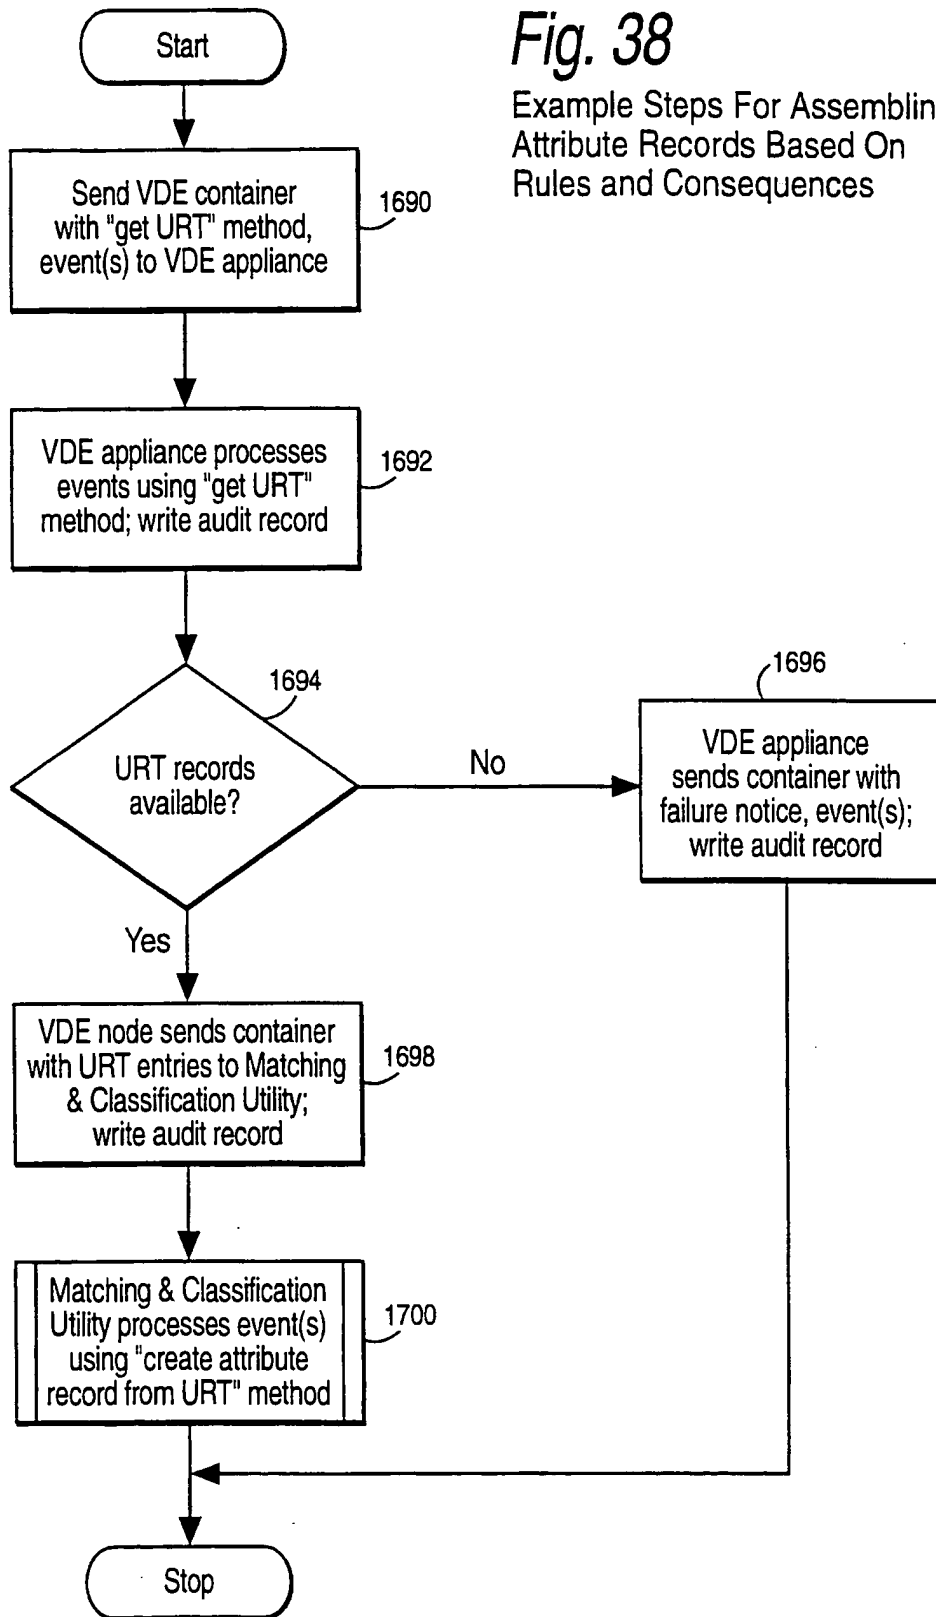 Fig. 38
Example Steps For Assemblin
Attribute Records Based On
Rules and Consequences
Start
Send VDE container
with "get URT" method,
event(s) to VDE appliance
1690
VDE appliance processes
events using "get URT"
method; write audit record
1692
URT records
available?
1694
No
1696
VDE appliance
sends container with
failure notice, event(s);
write audit record
Yes
VDE node sends container
with URT entries to Matching
& Classification Utility;
write audit record
1698
Matching & Classification
Utility processes event(s)
using "create attribute
record from URT" method
1700
Stop